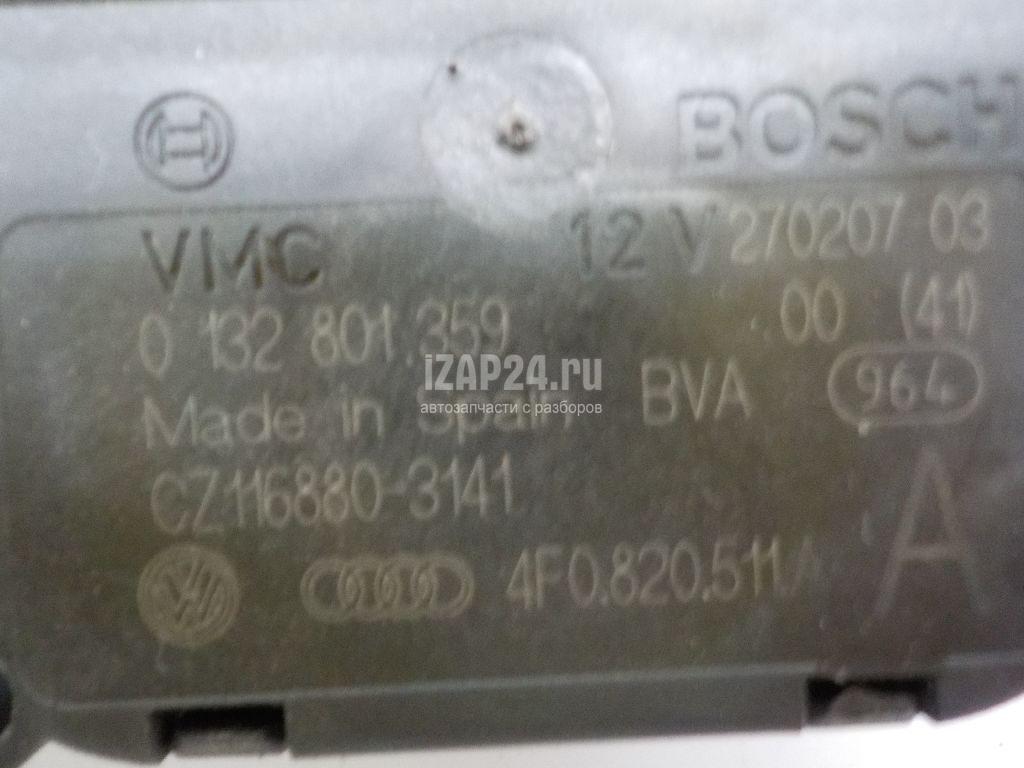 BOSCH
VMC 12 V 270207 03
0 132 801 359 00 (41)
iZAP24.ru
автозапчасти с разборов
Made in Spain BVA 964
CZ116880-3141 A
VW 4F0.820.511A